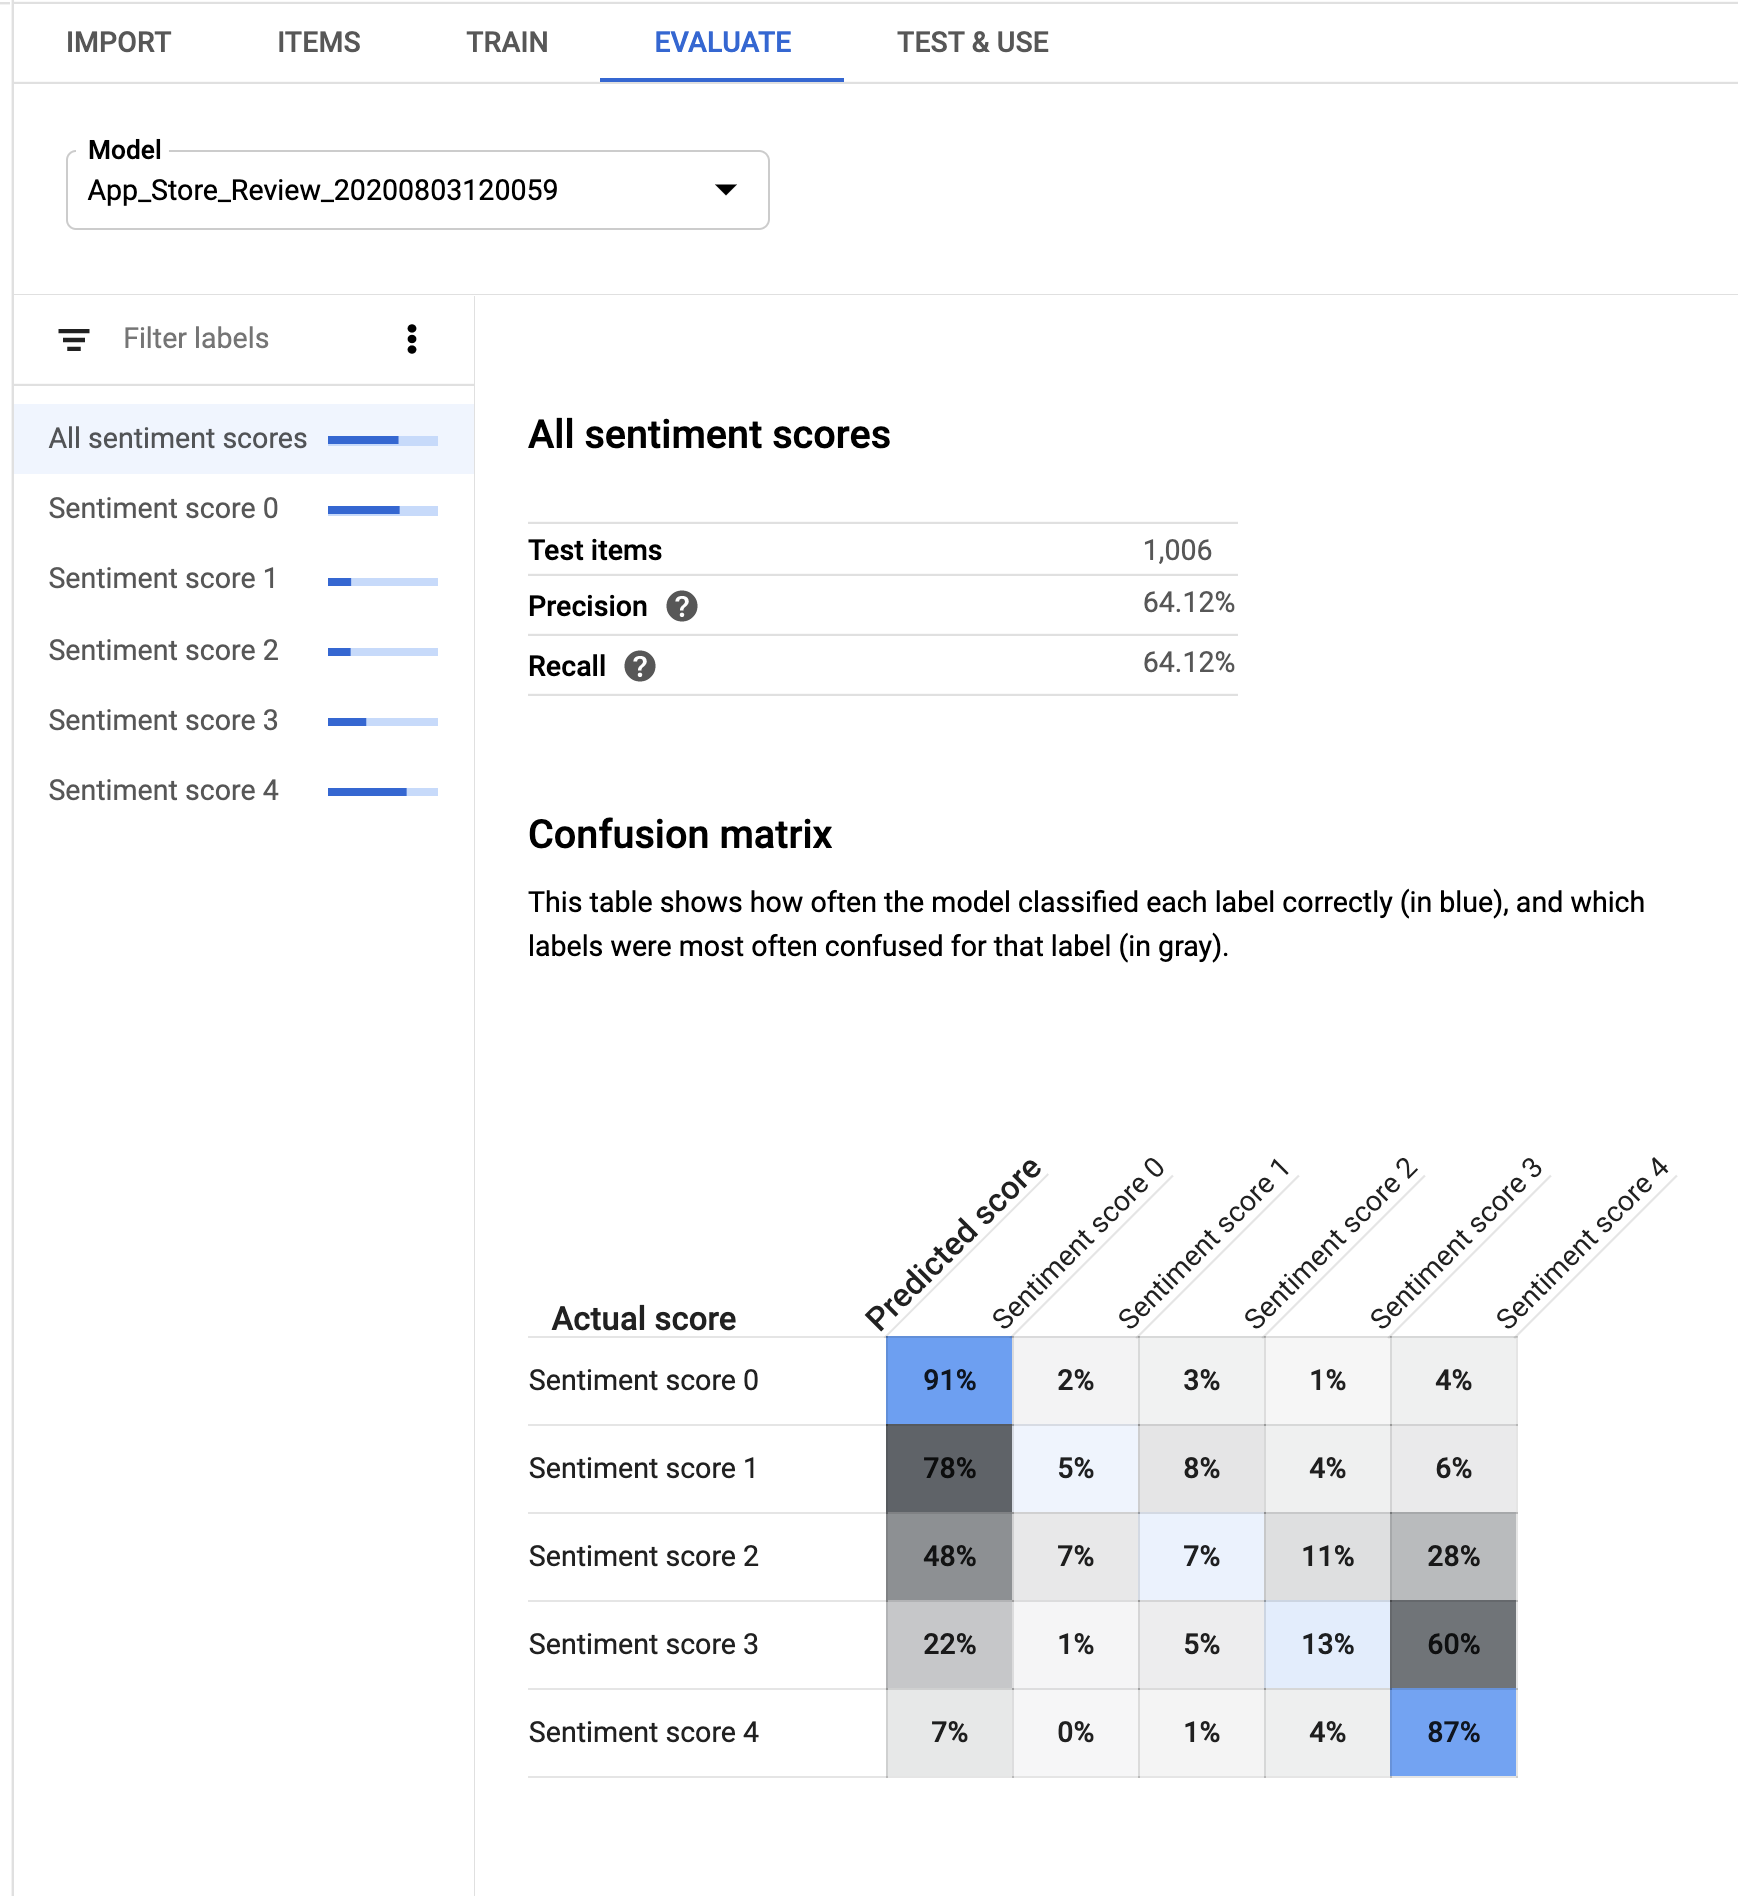 IMPORT ITEMS TRAIN EVALUATE TEST & USE
Model
App_Store_Review_20200803120059
Filter labels
All sentiment scores
Sentiment score 0
Sentiment score 1
Sentiment score 2
Sentiment score 3
Sentiment score 4
All sentiment scores
Test items 1,006
Precision ? 64.12%
Recall ? 64.12%
Confusion matrix
This table shows how often the model classified each label correctly (in blue), and which
labels were most often confused for that label (in gray).
Actual score Predicted score Sentiment score 0 Sentiment score 1 Sentiment score 2 Sentiment score 3 Sentiment score 4
Sentiment score 0 91% 2% 3% 1% 4%
Sentiment score 1 78% 5% 8% 4% 6%
Sentiment score 2 48% 7% 7% 11% 28%
Sentiment score 3 22% 1% 5% 13% 60%
Sentiment score 4 7% 0% 1% 4% 87%